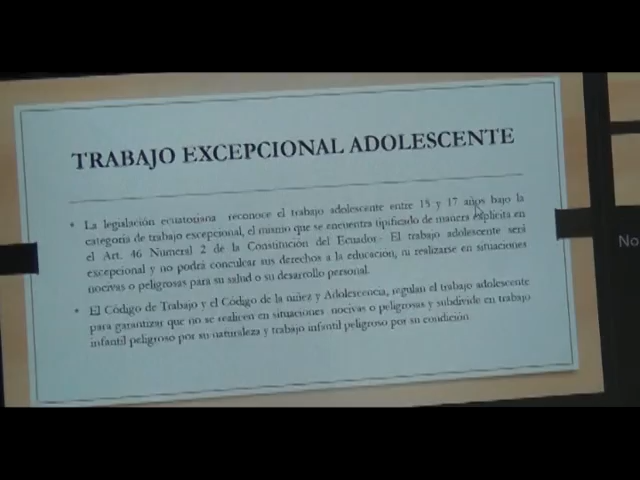 TRABAJO EXCEPCIONAL ADOLESCENTE
• La legislación ecuatoriana reconoce el trabajo adolescente entre 15 y 17 años bajo la
categoría de trabajo excepcional, el mismo que se encuentra tipificado de manera explícita en
el Art. 46 Numeral 2 de la Constitución del Ecuador.- El trabajo adolescente será
excepcional y no podrá conculcar sus derechos a la educación, ni realizarse en situaciones
nocivas o peligrosas para su salud o su desarrollo personal.
• El Código de Trabajo y el Código de la niñez y Adolescencia, regulan el trabajo adolescente
para garantizar que no se realicen en situaciones nocivas o peligrosas y subdivide en trabajo
infantil peligroso por su naturaleza y trabajo infantil peligroso por su condición
No